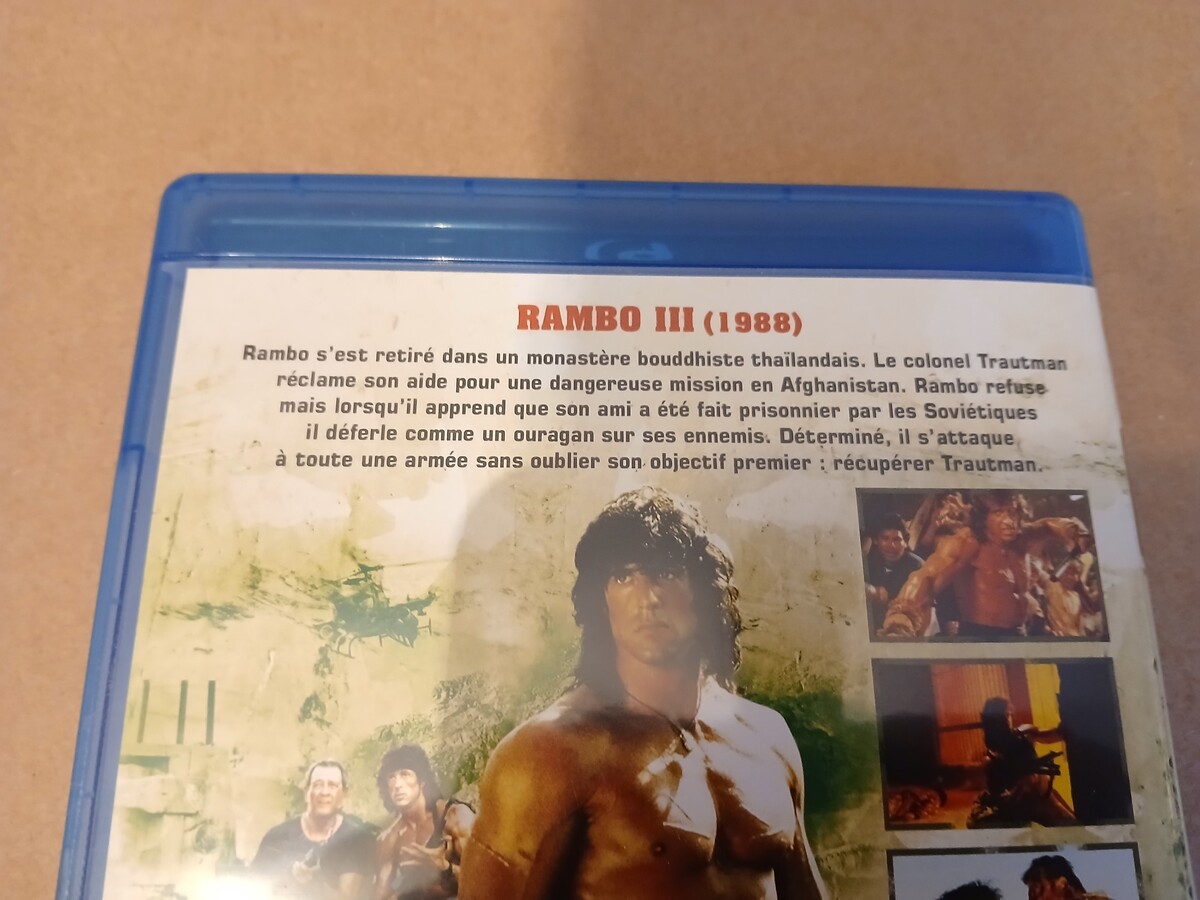 RAMBO III (1988)
Rambo s'est retiré dans un monastère bouddhiste thaïlandais. Le colonel Trautman
réclame son aide pour une dangereuse mission en Afghanistan. Rambo refuse
mais lorsqu'il apprend que son ami a été fait prisonnier par les Soviétiques
il déferle comme un ouragan sur ses ennemis. Déterminé, il s'attaque
à toute une armée sans oublier son objectif premier : récupérer Trautman.